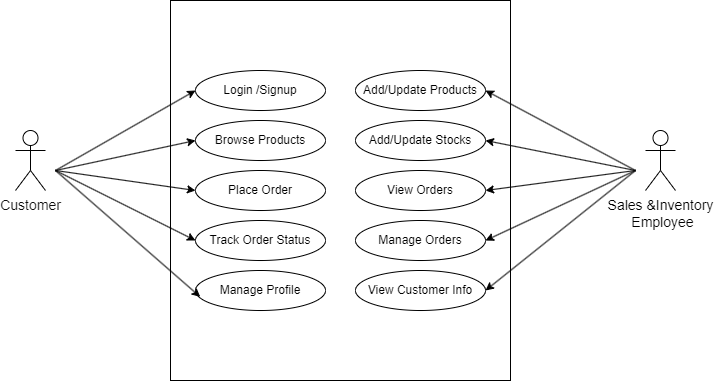 Login /Signup
Add/Update Products
Browse Products
Add/Update Stocks
Place Order
View Orders
Customer
Sales &Inventory
Employee
Track Order Status
Manage Orders
Manage Profile
View Customer Info